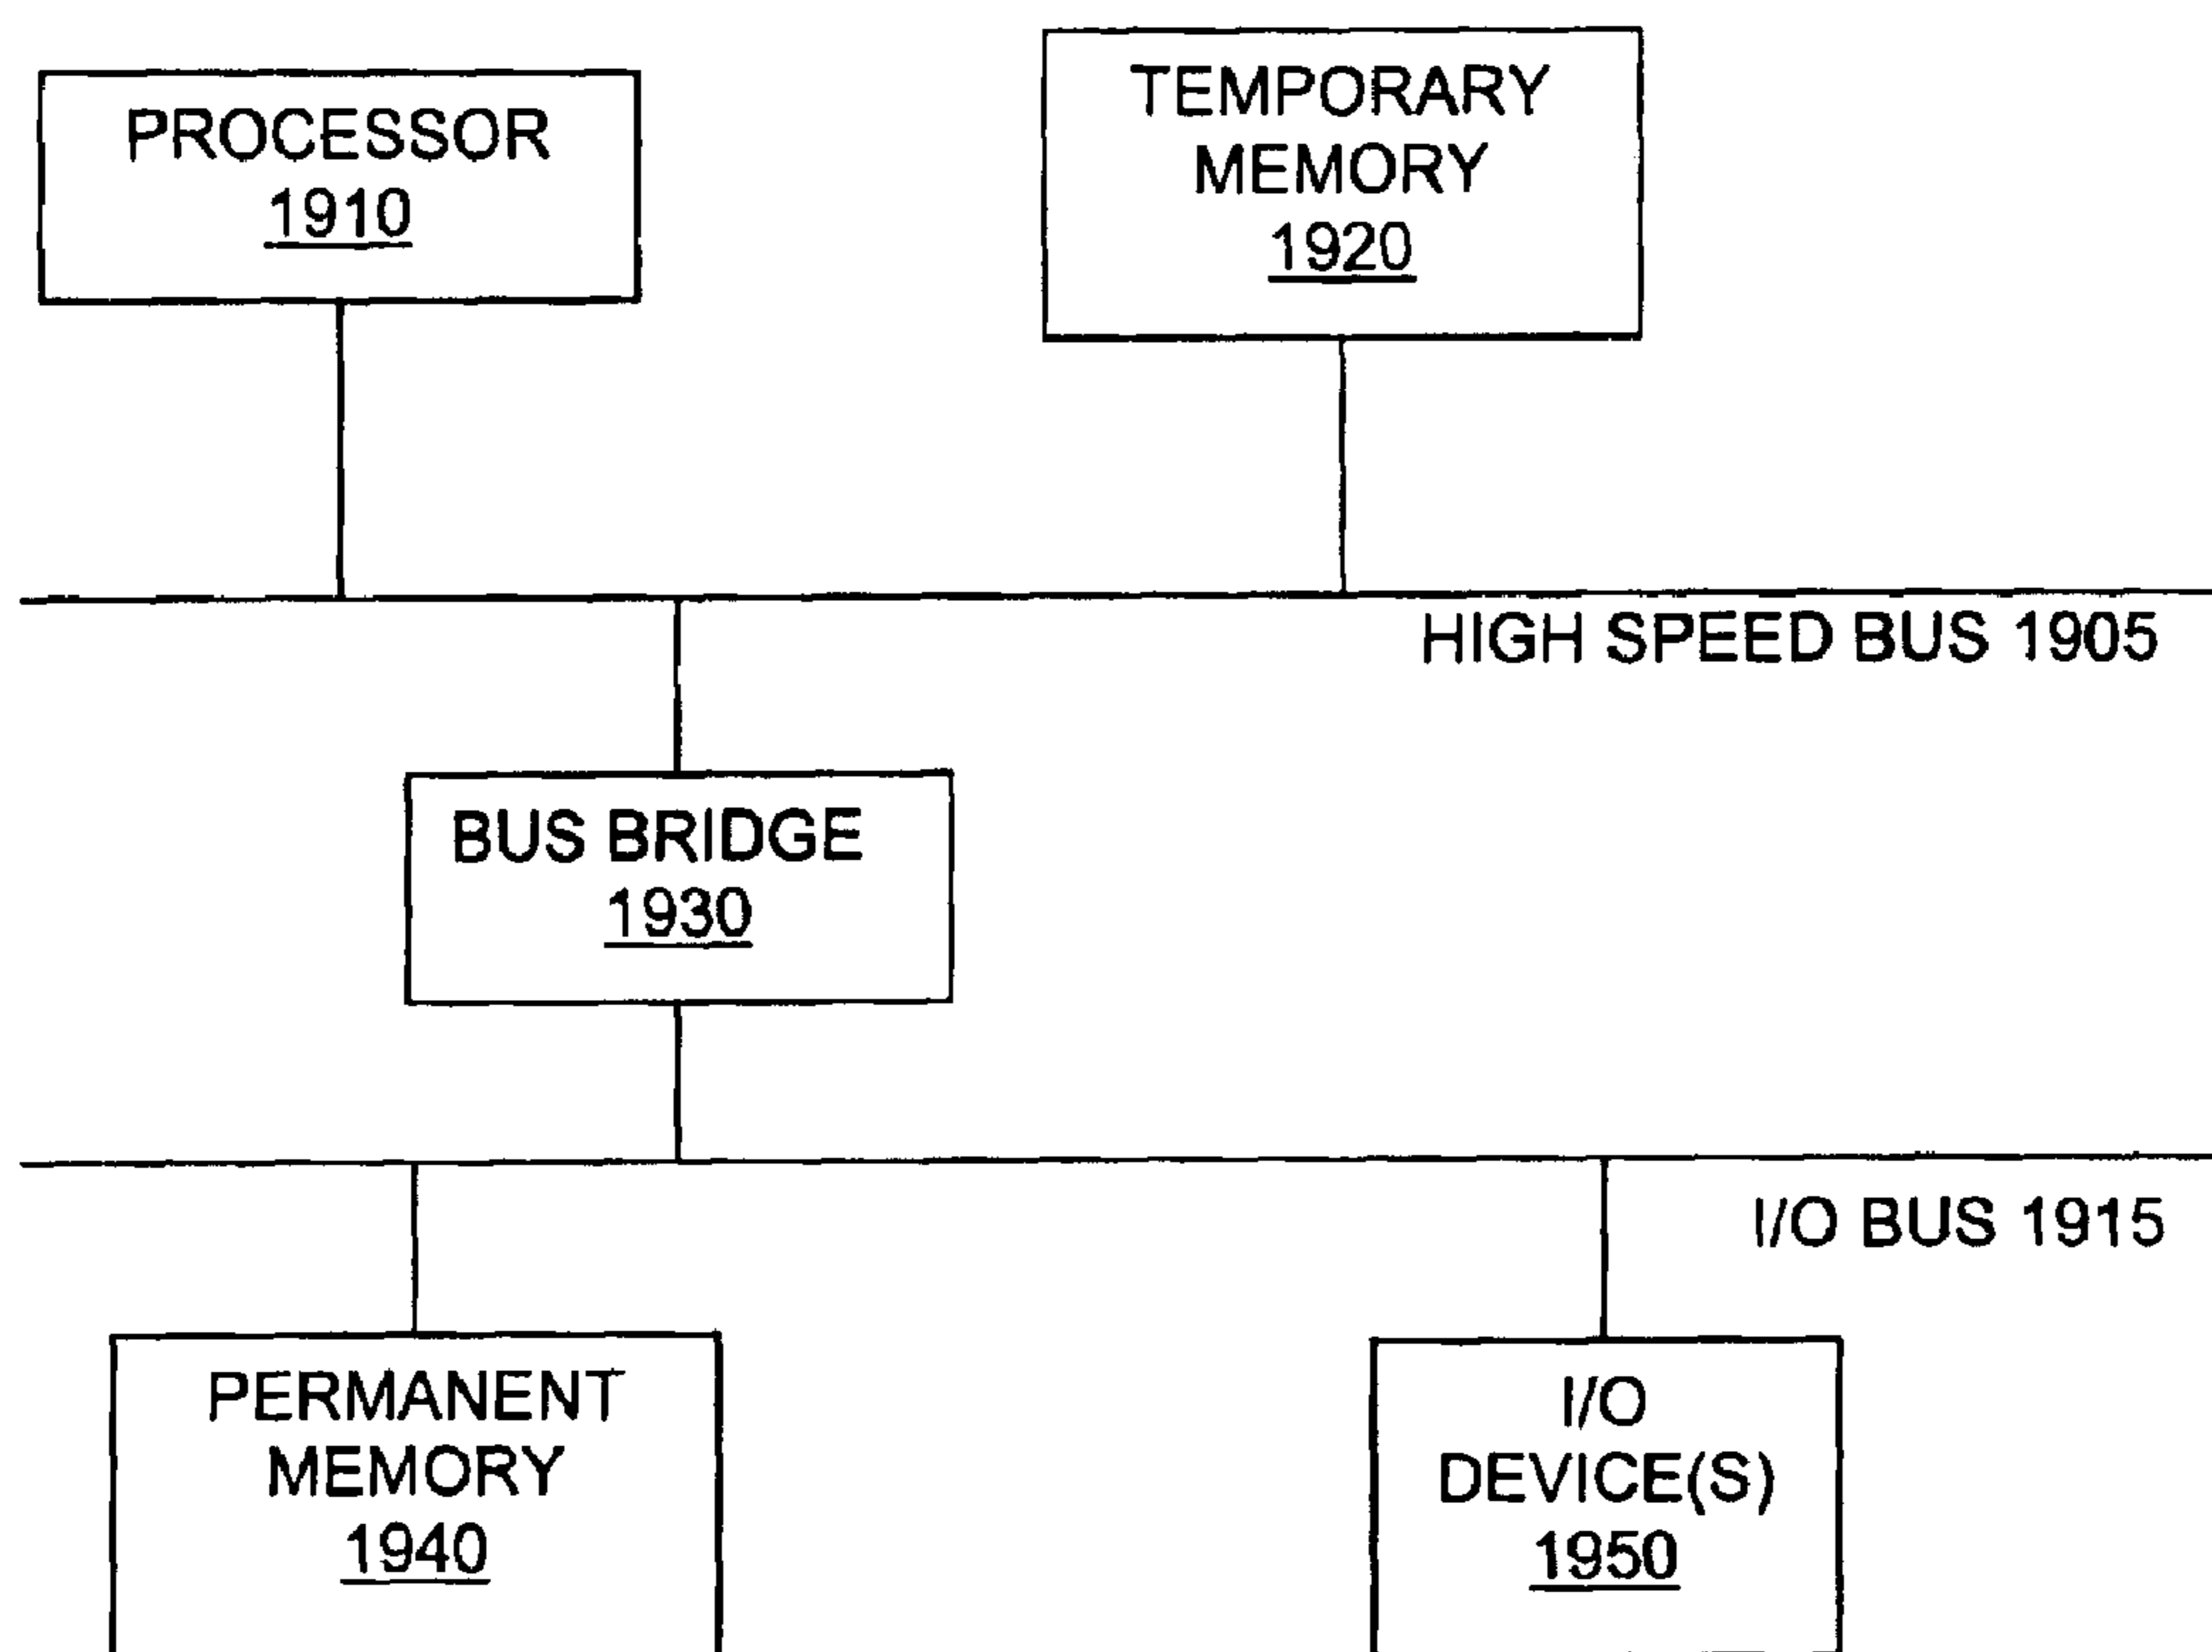 PROCESSOR
1910
TEMPORARY
MEMORY
1920
HIGH SPEED BUS 1905
BUS BRIDGE
1930
I/O BUS 1915
PERMANENT
MEMORY
1940
I/O
DEVICE(S)
1950